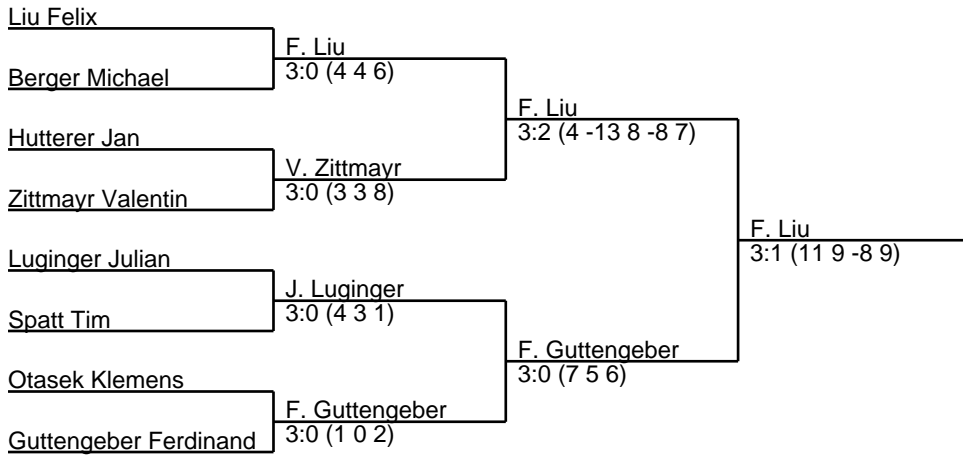 Liu Felix
F. Liu
3:0 (4 4 6)
Berger Michael
F. Liu
3:2 (4 -13 8 -8 7)
Hutterer Jan
V. Zittmayr
3:0 (3 3 8)
Zittmayr Valentin
F. Liu
3:1 (11 9 -8 9)
Luginger Julian
J. Luginger
3:0 (4 3 1)
Spatt Tim
F. Guttengeber
3:0 (7 5 6)
Otasek Klemens
F. Guttengeber
3:0 (1 0 2)
Guttengeber Ferdinand